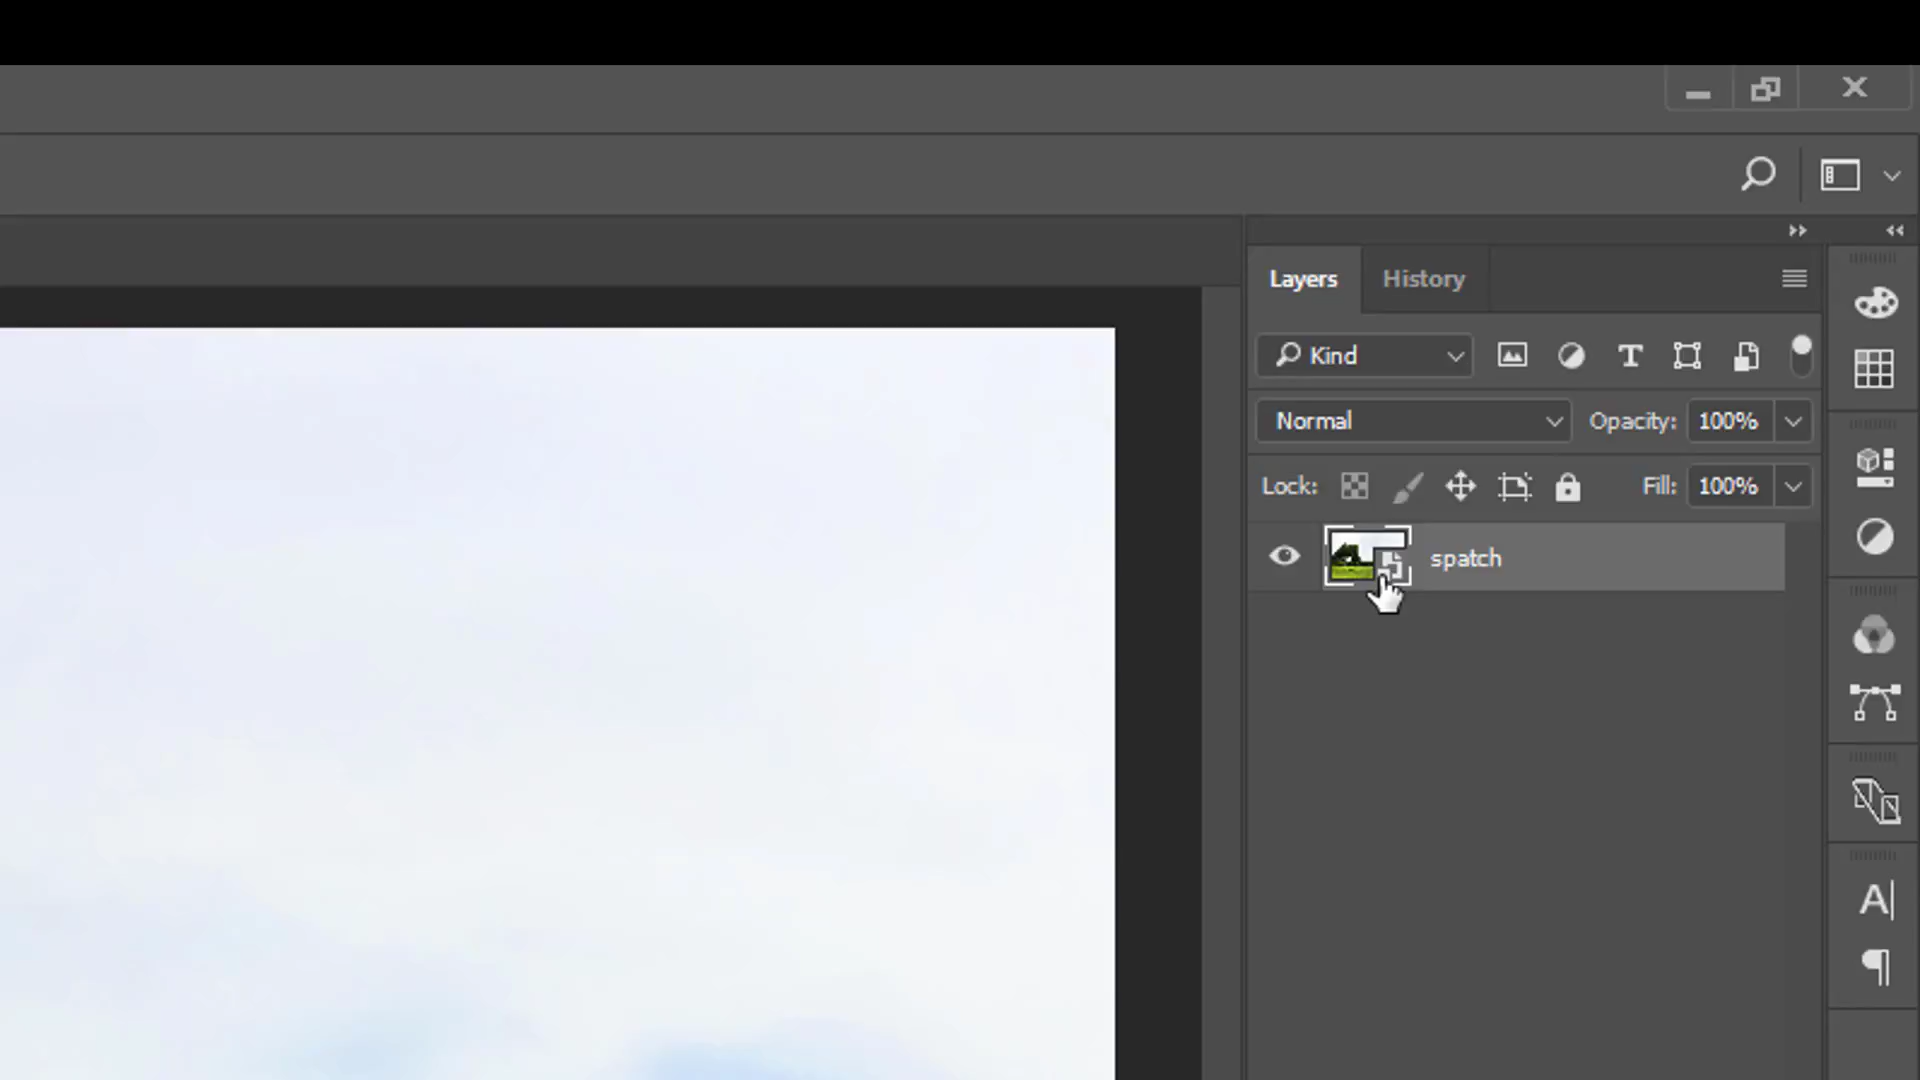 Layers History
Kind
Normal Opacity: 100%
Lock: Fill: 100%
spatch